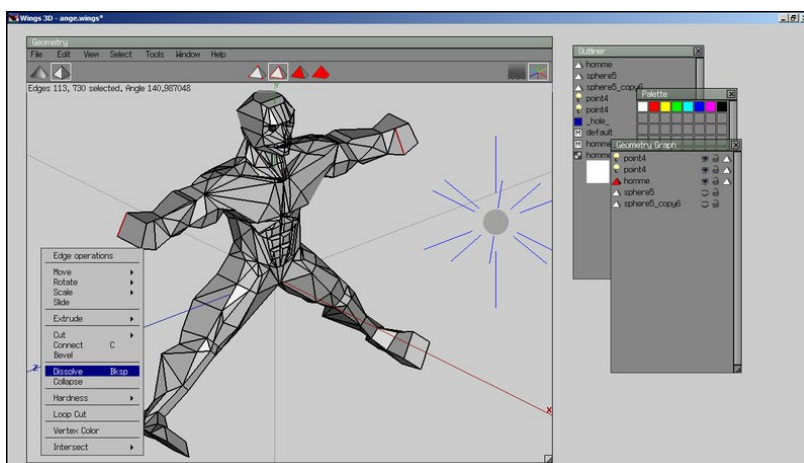 Wings 3D - ange.wings*
Geometry
File Edit View Select Tools Window Help
Edges 113, 730 selected, Angle 140,987048
Y
X
Z
Edge operations
Move
Rotate
Scale
Slide
Extrude
Cut
Connect C
Bevel
Dissolve Bksp
Collapse
Hardness
Loop Cut
Vertex Color
Intersect
Outliner
homme
sphere5
sphere5_copy6
point4
point4
_hole_
M default
M homme
homme
Palette
Geometry Graph
point4
point4
homme
sphere5
sphere5_copy6